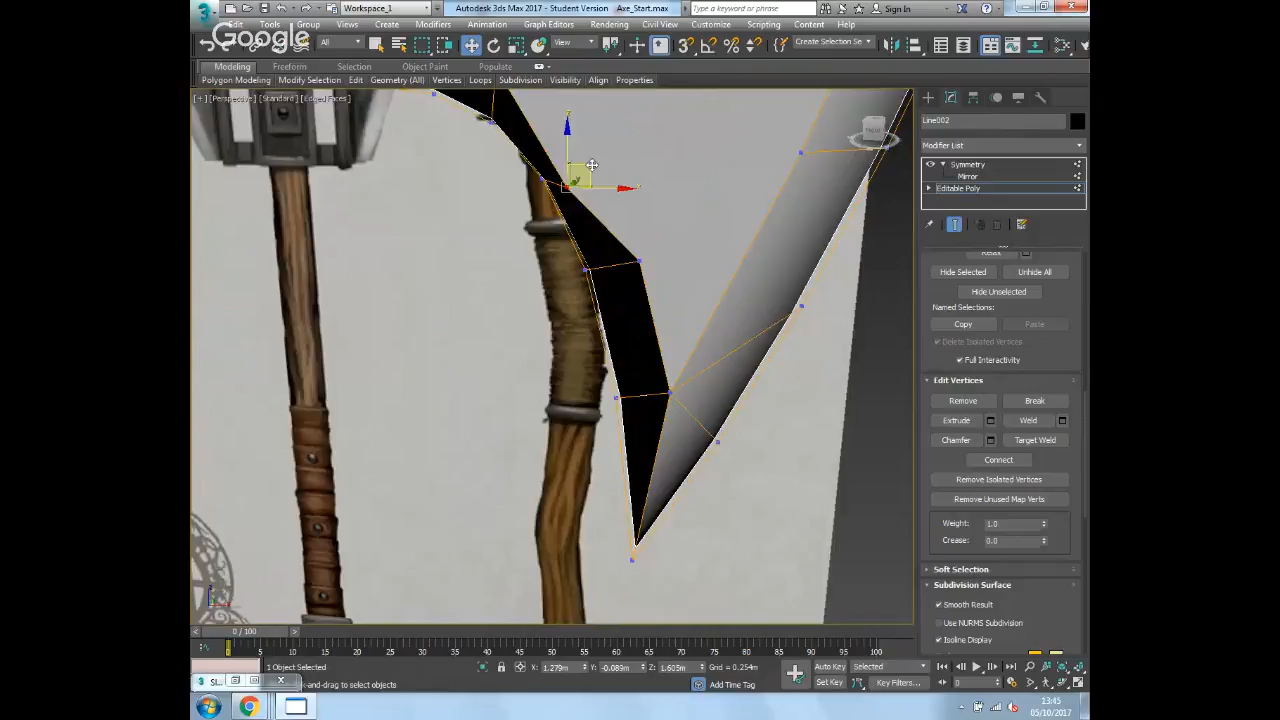 3 Workspace_1 Autodesk 3ds Max 2017 - Student Version Axe_Start.max Type a keyword or phrase Sign In
MAX Edit Tools Group Views Create Modifiers Animation Graph Editors Rendering Civil View Customize Scripting Content Help
Google
All View Create Selection Se
Modeling Freeform Selection Object Paint Populate
Polygon Modeling Modify Selection Edit Geometry (All) Vertices Loops Subdivision Visibility Align Properties
[+] [Perspective] [Standard] [Edged Faces]
Line002
Modifier List
Symmetry
Mirror
Editable Poly
Relax
Hide Selected Unhide All
Hide Unselected
Named Selections:
Copy Paste
Delete Isolated Vertices
Full Interactivity
Edit Vertices
Remove Break
Extrude Weld
Chamfer Target Weld
Connect
Remove Isolated Vertices
Remove Unused Map Verts
Weight: 1.0
Crease: 0.0
Soft Selection
Subdivision Surface
Smooth Result
Use NURMS Subdivision
Isoline Display
0 / 100
0 5 10 15 20 25 30 35 40 45 50 55 60 65 70 75 80 85 90 95 100
1 Object Selected X: 1.279m Y: -0.089m Z: 1.605m Grid = 0.254m Auto Key Selected
k-and-drag to select objects Add Time Tag Set Key Key Filters... 0
13:45
05/10/2017